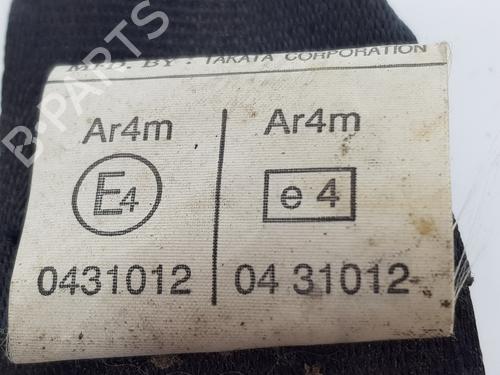 MFD. BY : TAKATA CORPORATION
Ar4m
E4
0431012
Ar4m
e 4
04 31012
B-PARTS